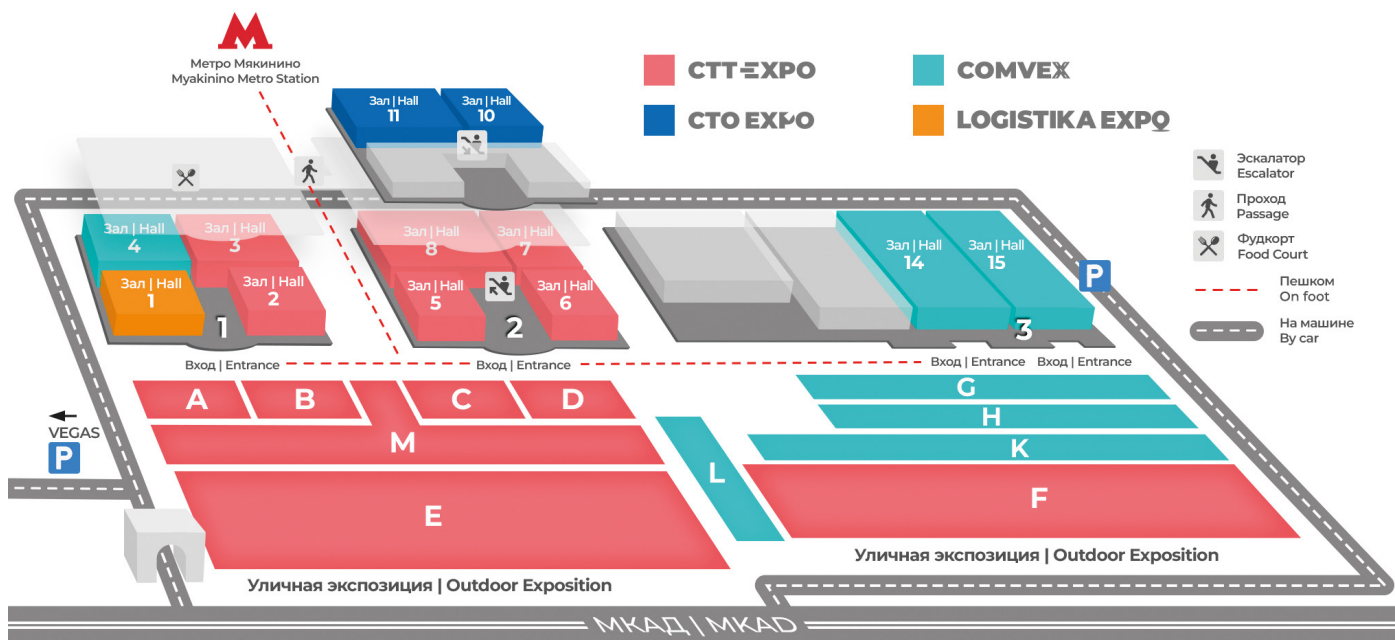 Метро Мякинино
Myakinino Metro Station
CTT EXPO
COMVEX
CTO EXPO
LOGISTIKA EXPO
Зал | Hall
11
Зал | Hall
10
Эскалатор
Escalator
Проход
Passage
Фудкорт
Food Court
Пешком
On foot
На машине
By car
Зал | Hall
4
Зал | Hall
3
Зал | Hall
1
Зал | Hall
2
1
Зал | Hall
8
Зал | Hall
7
Зал | Hall
5
Зал | Hall
6
2
Зал | Hall
14
Зал | Hall
15
3
P
Вход | Entrance
Вход | Entrance
Вход | Entrance
Вход | Entrance
A
B
C
D
M
E
L
G
H
K
F
VEGAS
P
Уличная экспозиция | Outdoor Exposition
Уличная экспозиция | Outdoor Exposition
МКАД | MKAD